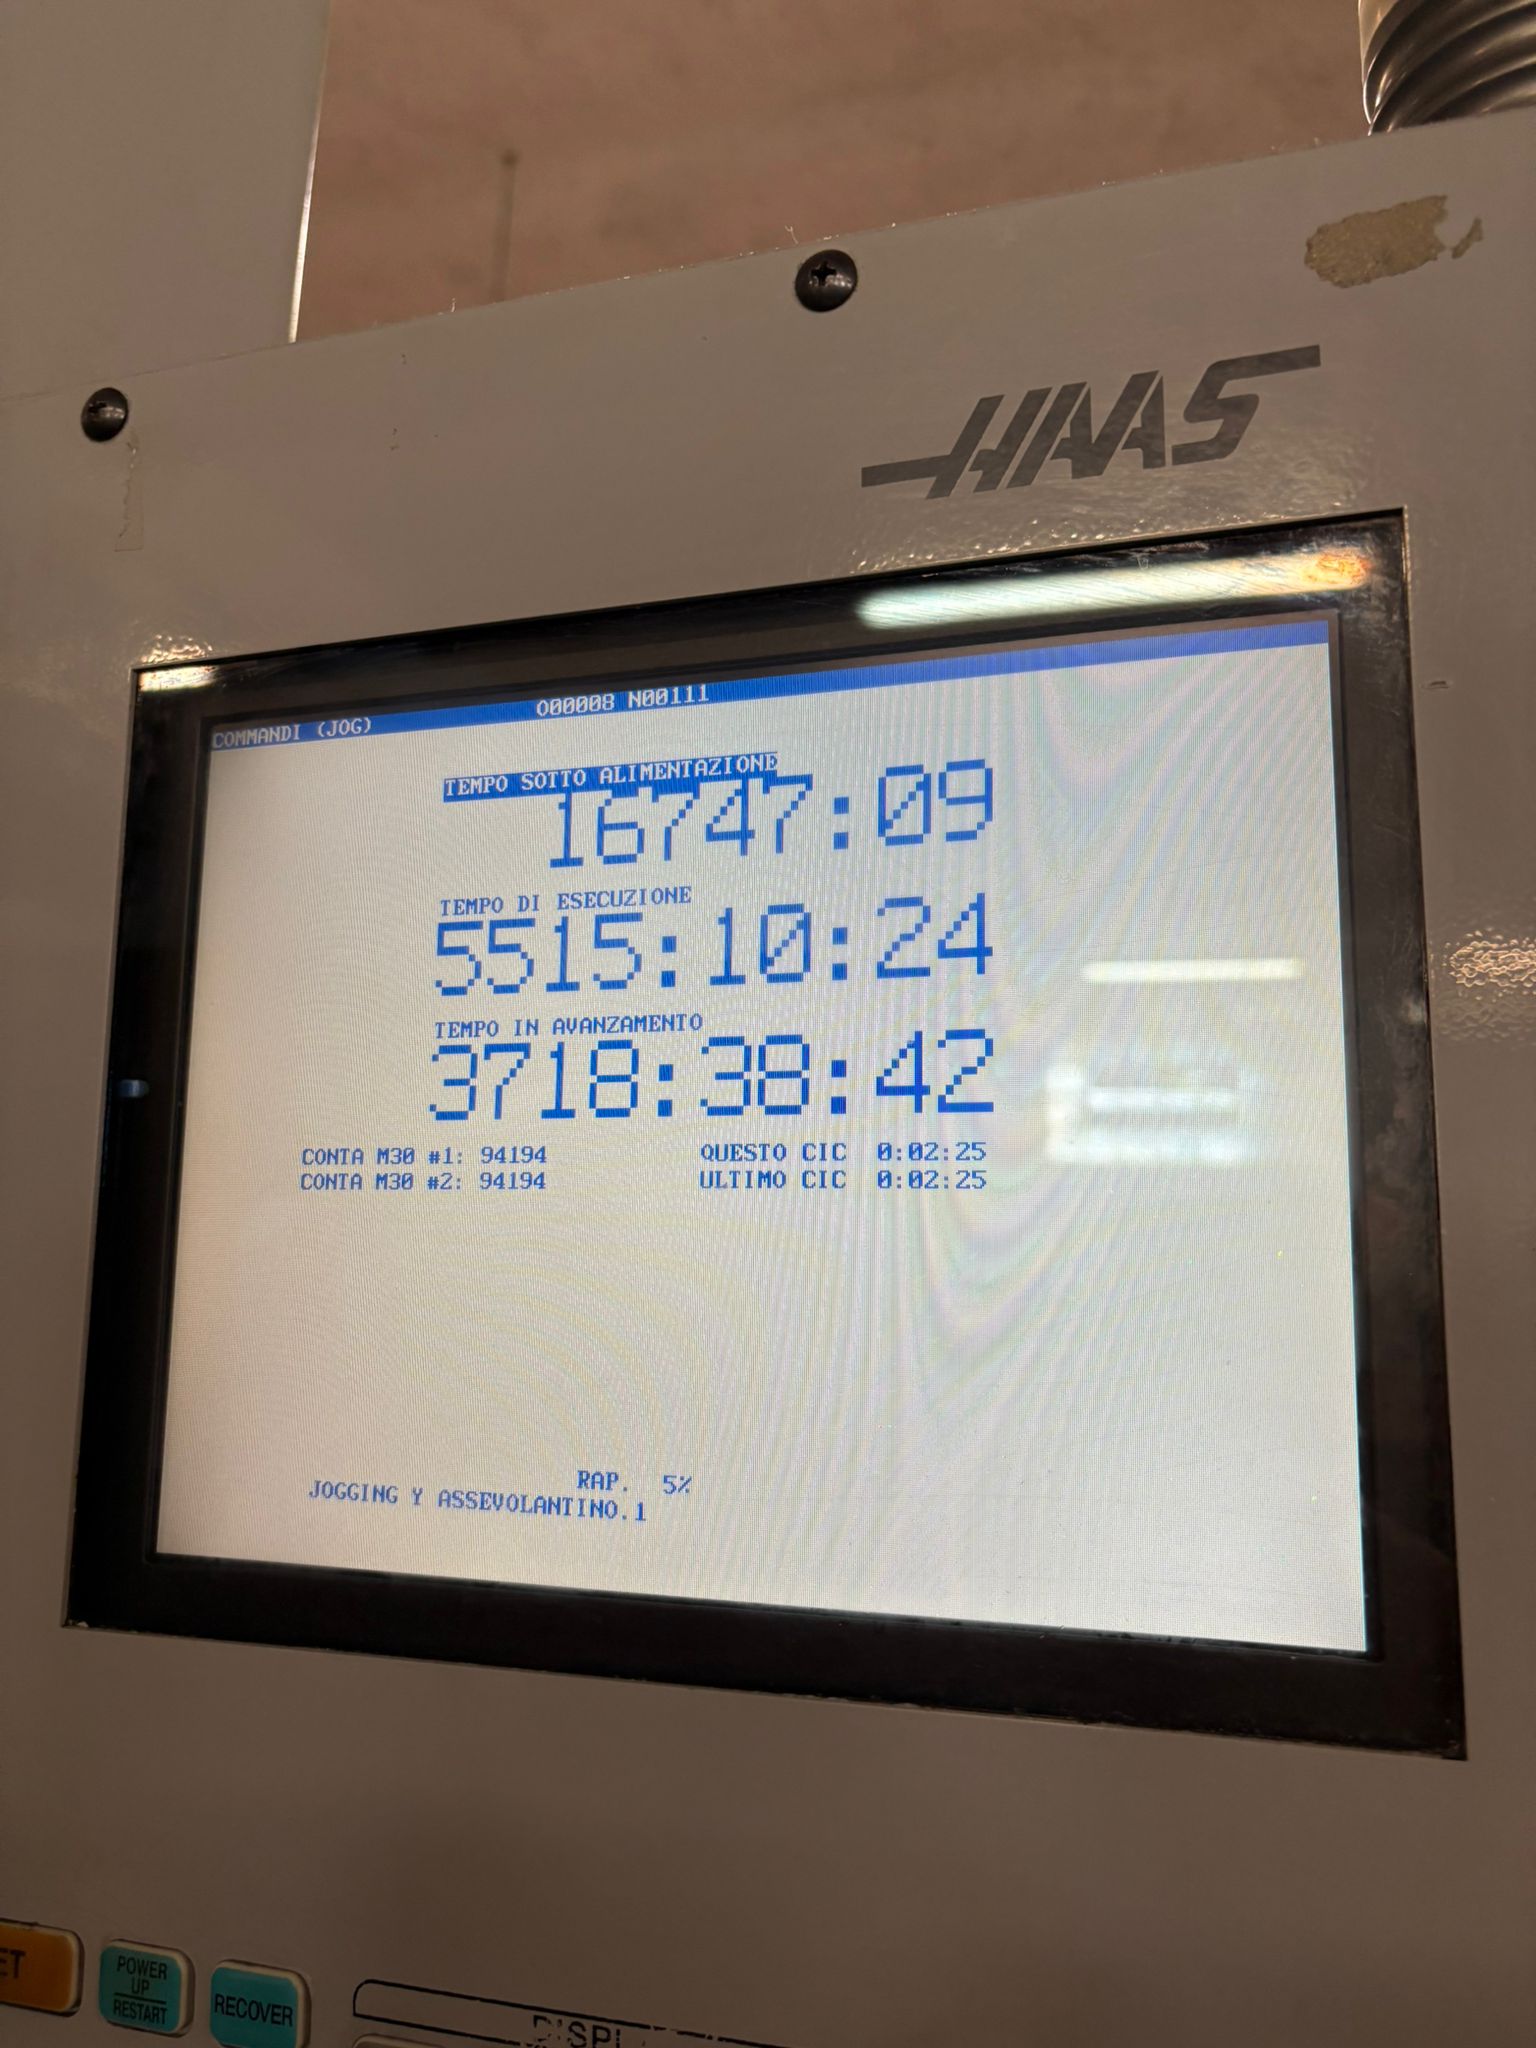 HAAS
O00008 N00111
COMMANDI (JOG)
TEMPO SOTTO ALIMENTAZIONE
16747:09
TEMPO DI ESECUZIONE
5515:10:24
TEMPO IN AVANZAMENTO
3718:38:42
CONTA M30 #1: 94194 QUESTO CIC 0:02:25
CONTA M30 #2: 94194 ULTIMO CIC 0:02:25
RAP. 5%
JOGGING Y ASSEVOLANTINO.1
POWER
UP
RESTART
RECOVER